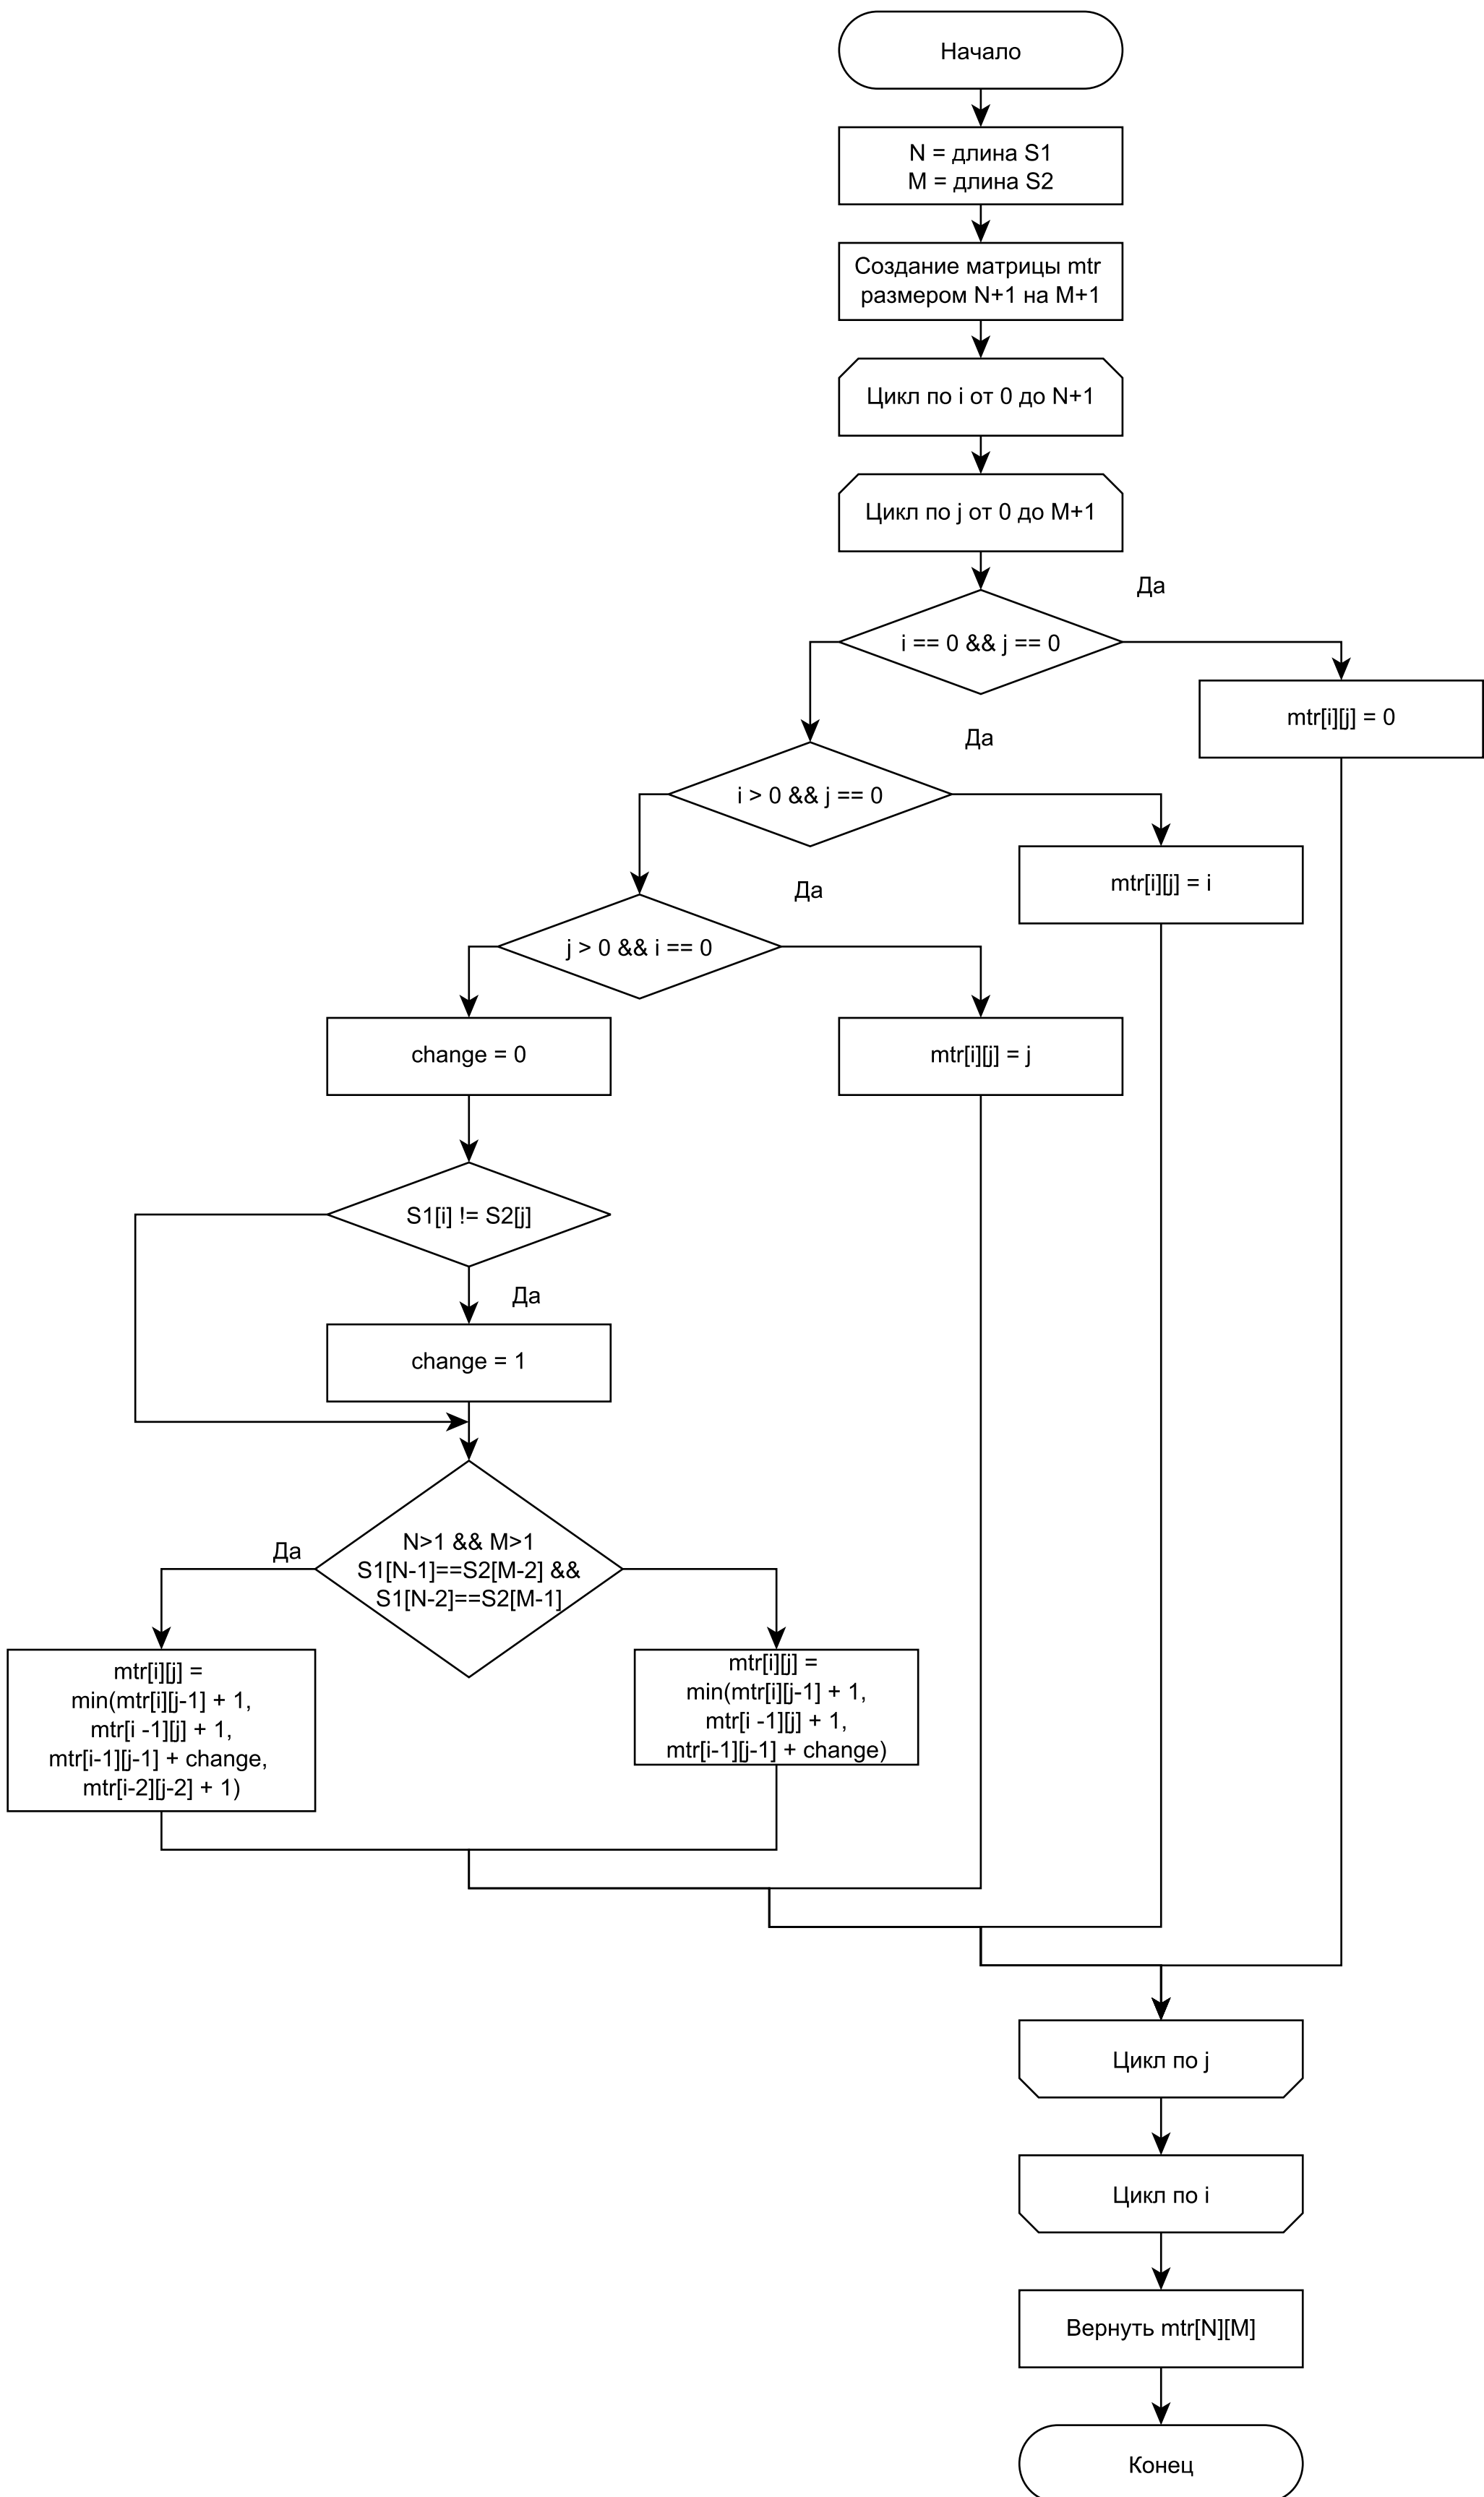 Начало
N = длина S1
M = длина S2
Создание матрицы mtr
размером N+1 на M+1
Цикл по i от 0 до N+1
Цикл по j от 0 до M+1
Да
i == 0 && j == 0
mtr[i][j] = 0
Да
i > 0 && j == 0
mtr[i][j] = i
Да
j > 0 && i == 0
change = 0
mtr[i][j] = j
S1[i] != S2[j]
Да
change = 1
Да
N>1 && M>1
S1[N-1]==S2[M-2] &&
S1[N-2]==S2[M-1]
mtr[i][j] =
min(mtr[i][j-1] + 1,
mtr[i -1][j] + 1,
mtr[i-1][j-1] + change,
mtr[i-2][j-2] + 1)
mtr[i][j] =
min(mtr[i][j-1] + 1,
mtr[i -1][j] + 1,
mtr[i-1][j-1] + change)
Цикл по j
Цикл по i
Вернуть mtr[N][M]
Конец